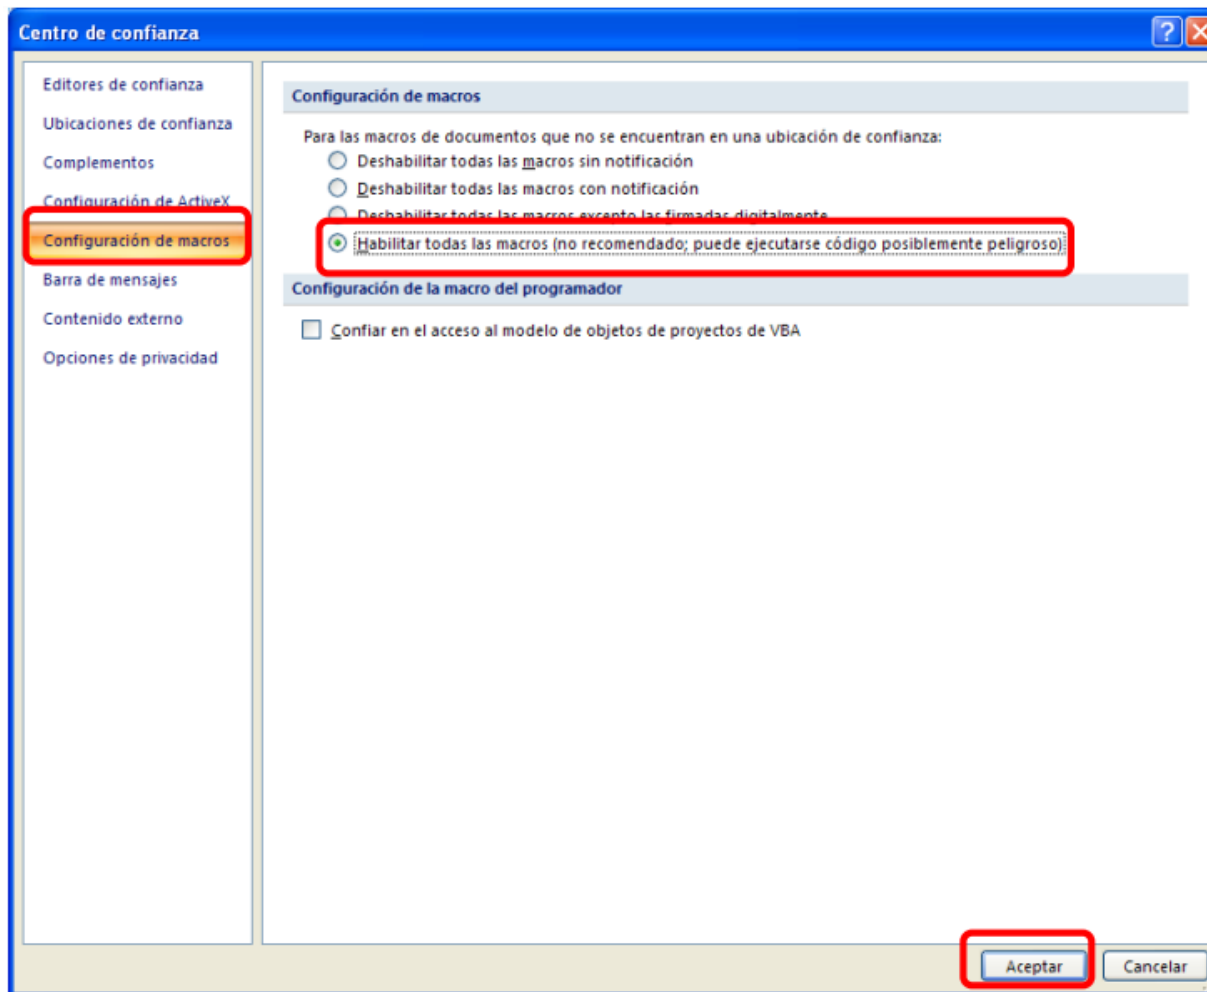 Centro de confianza
Editores de confianza
Ubicaciones de confianza
Complementos
Configuración de ActiveX
Configuración de macros
Barra de mensajes
Contenido externo
Opciones de privacidad
Configuración de macros
Para las macros de documentos que no se encuentran en una ubicación de confianza:
Deshabilitar todas las macros sin notificación
Deshabilitar todas las macros con notificación
Deshabilitar todas las macros excepto las firmadas digitalmente
Habilitar todas las macros (no recomendado; puede ejecutarse código posiblemente peligroso)
Configuración de la macro del programador
Confiar en el acceso al modelo de objetos de proyectos de VBA
Aceptar
Cancelar